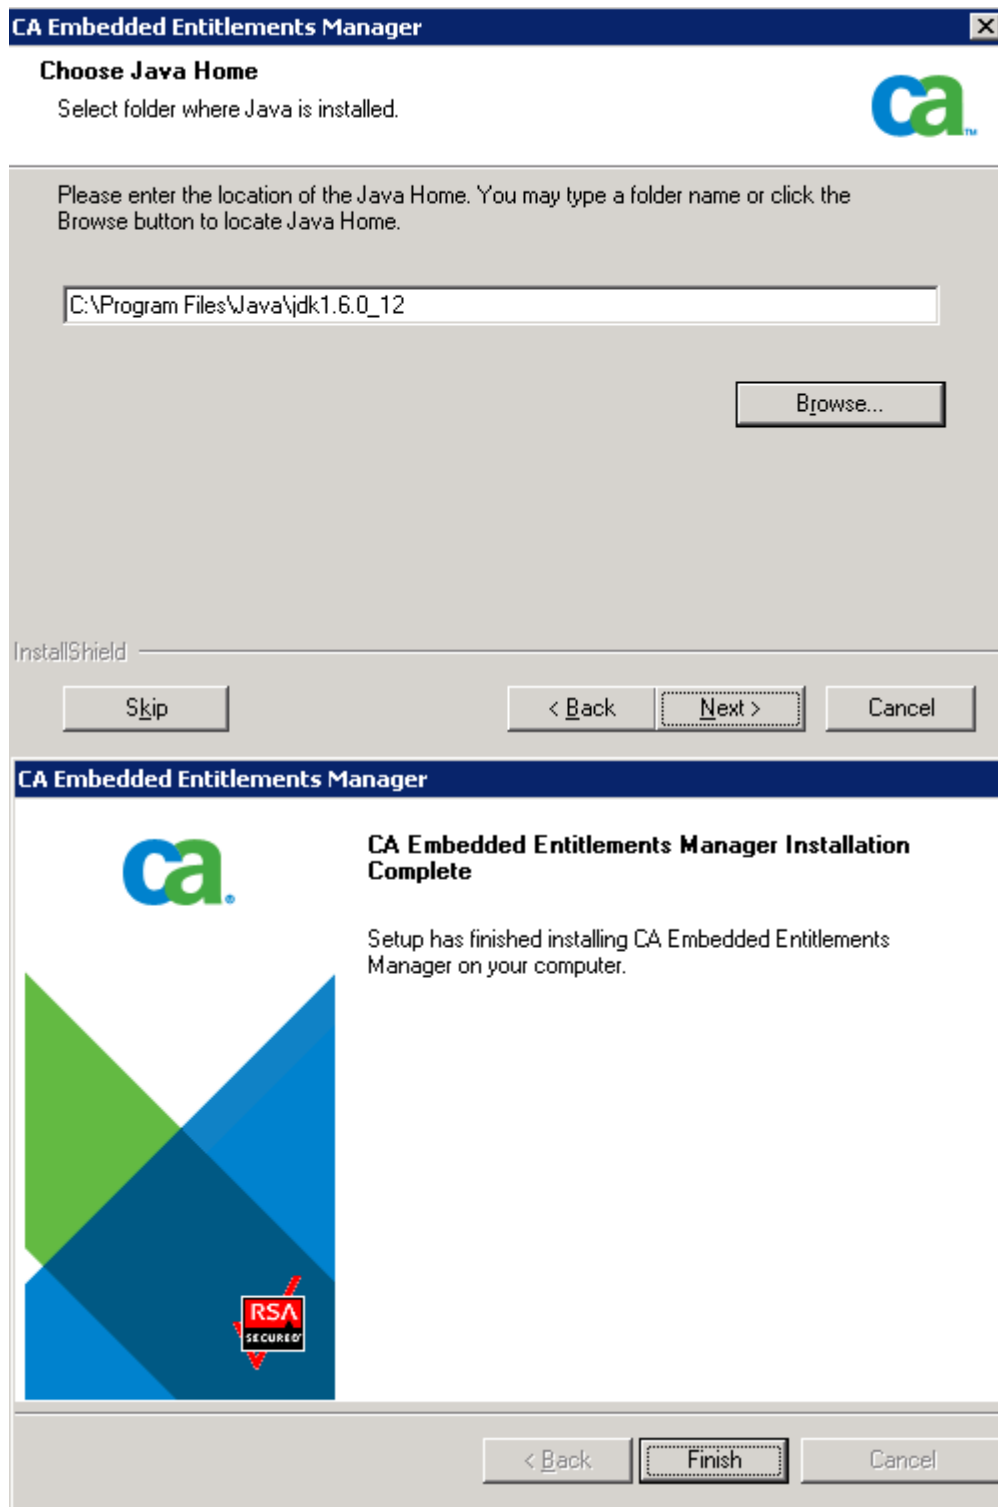 CA Embedded Entitlements Manager
Choose Java Home
Select folder where Java is installed.
ca™
Please enter the location of the Java Home. You may type a folder name or click the
Browse button to locate Java Home.
C:\Program Files\Java\jdk1.6.0_12
Browse...
InstallShield
Skip
< Back
Next >
Cancel
CA Embedded Entitlements Manager
ca®
CA Embedded Entitlements Manager Installation
Complete
Setup has finished installing CA Embedded Entitlements
Manager on your computer.
RSA
SECURED
< Back
Finish
Cancel